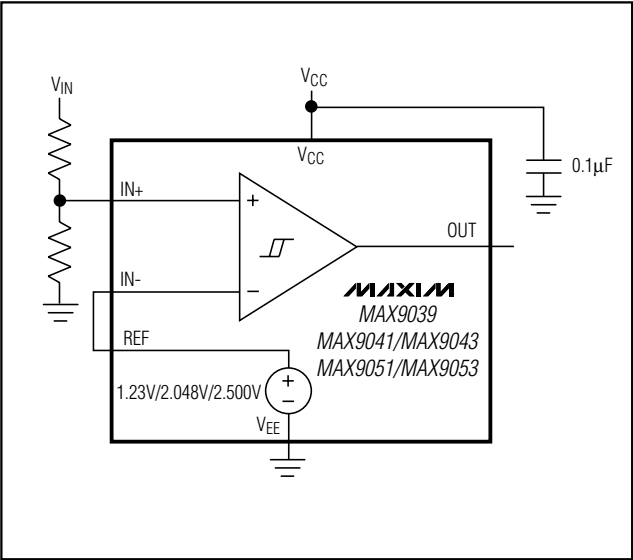 V_IN
V_CC
V_CC
0.1µF
IN+
+
OUT
IN-
−
MAXIM
MAX9039
REF
MAX9041/MAX9043
MAX9051/MAX9053
1.23V/2.048V/2.500V
+
−
V_EE